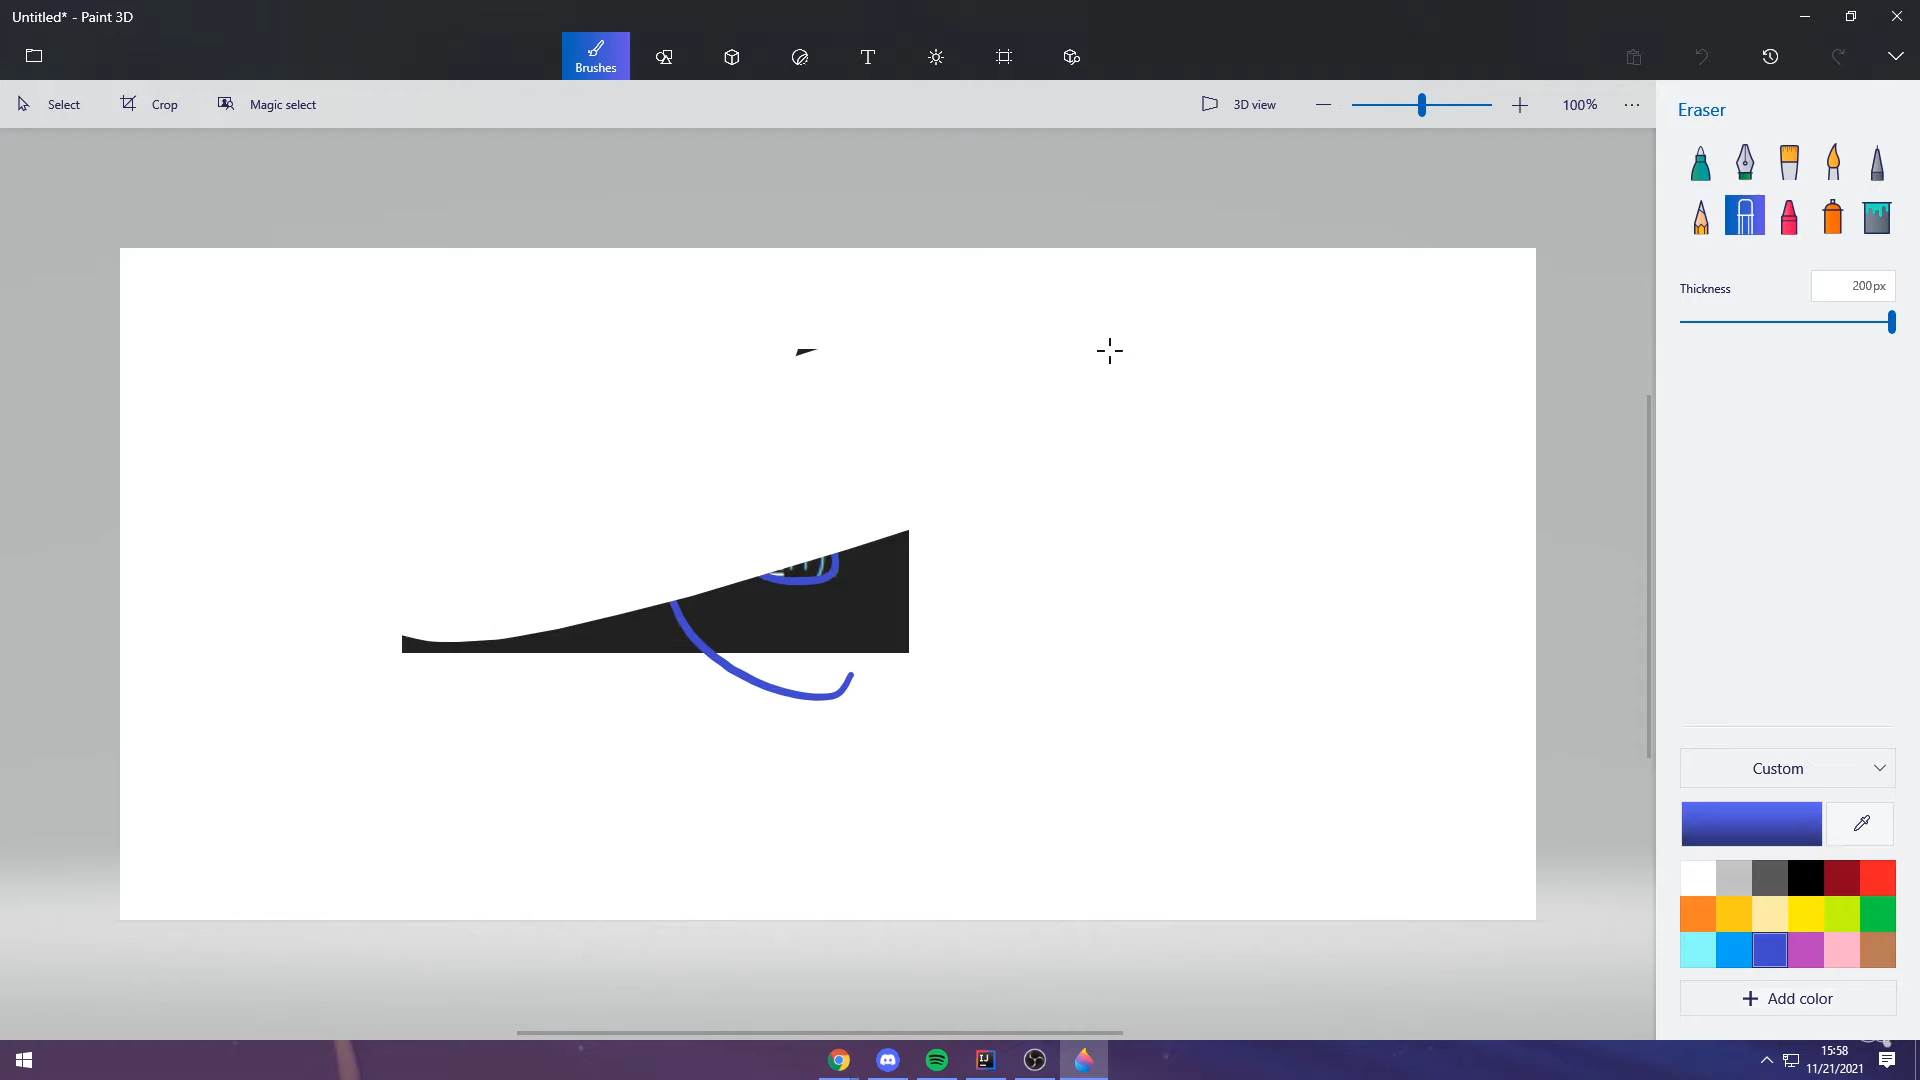 Untitled* - Paint 3D
Brushes
Select Crop Magic select 3D view 100%
Eraser
Thickness 200px
Custom
Add color
15:58
11/21/2021